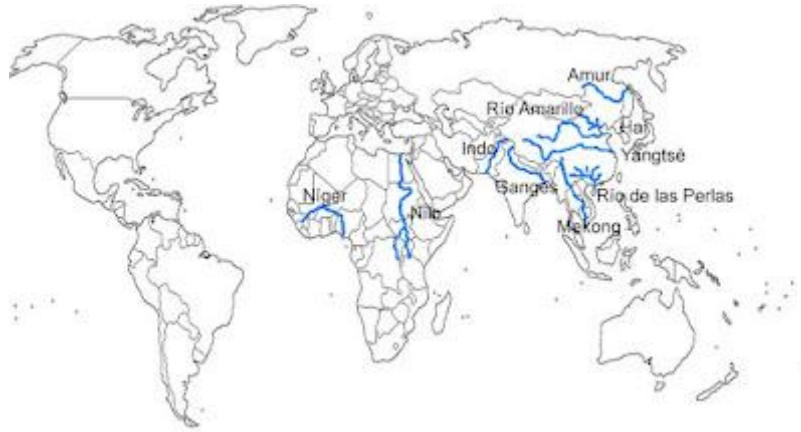 Amur
Río Amarillo
Hai
Indo
Yangtsé
Ganges
Níger
Río de las Perlas
Nilo
Mekong